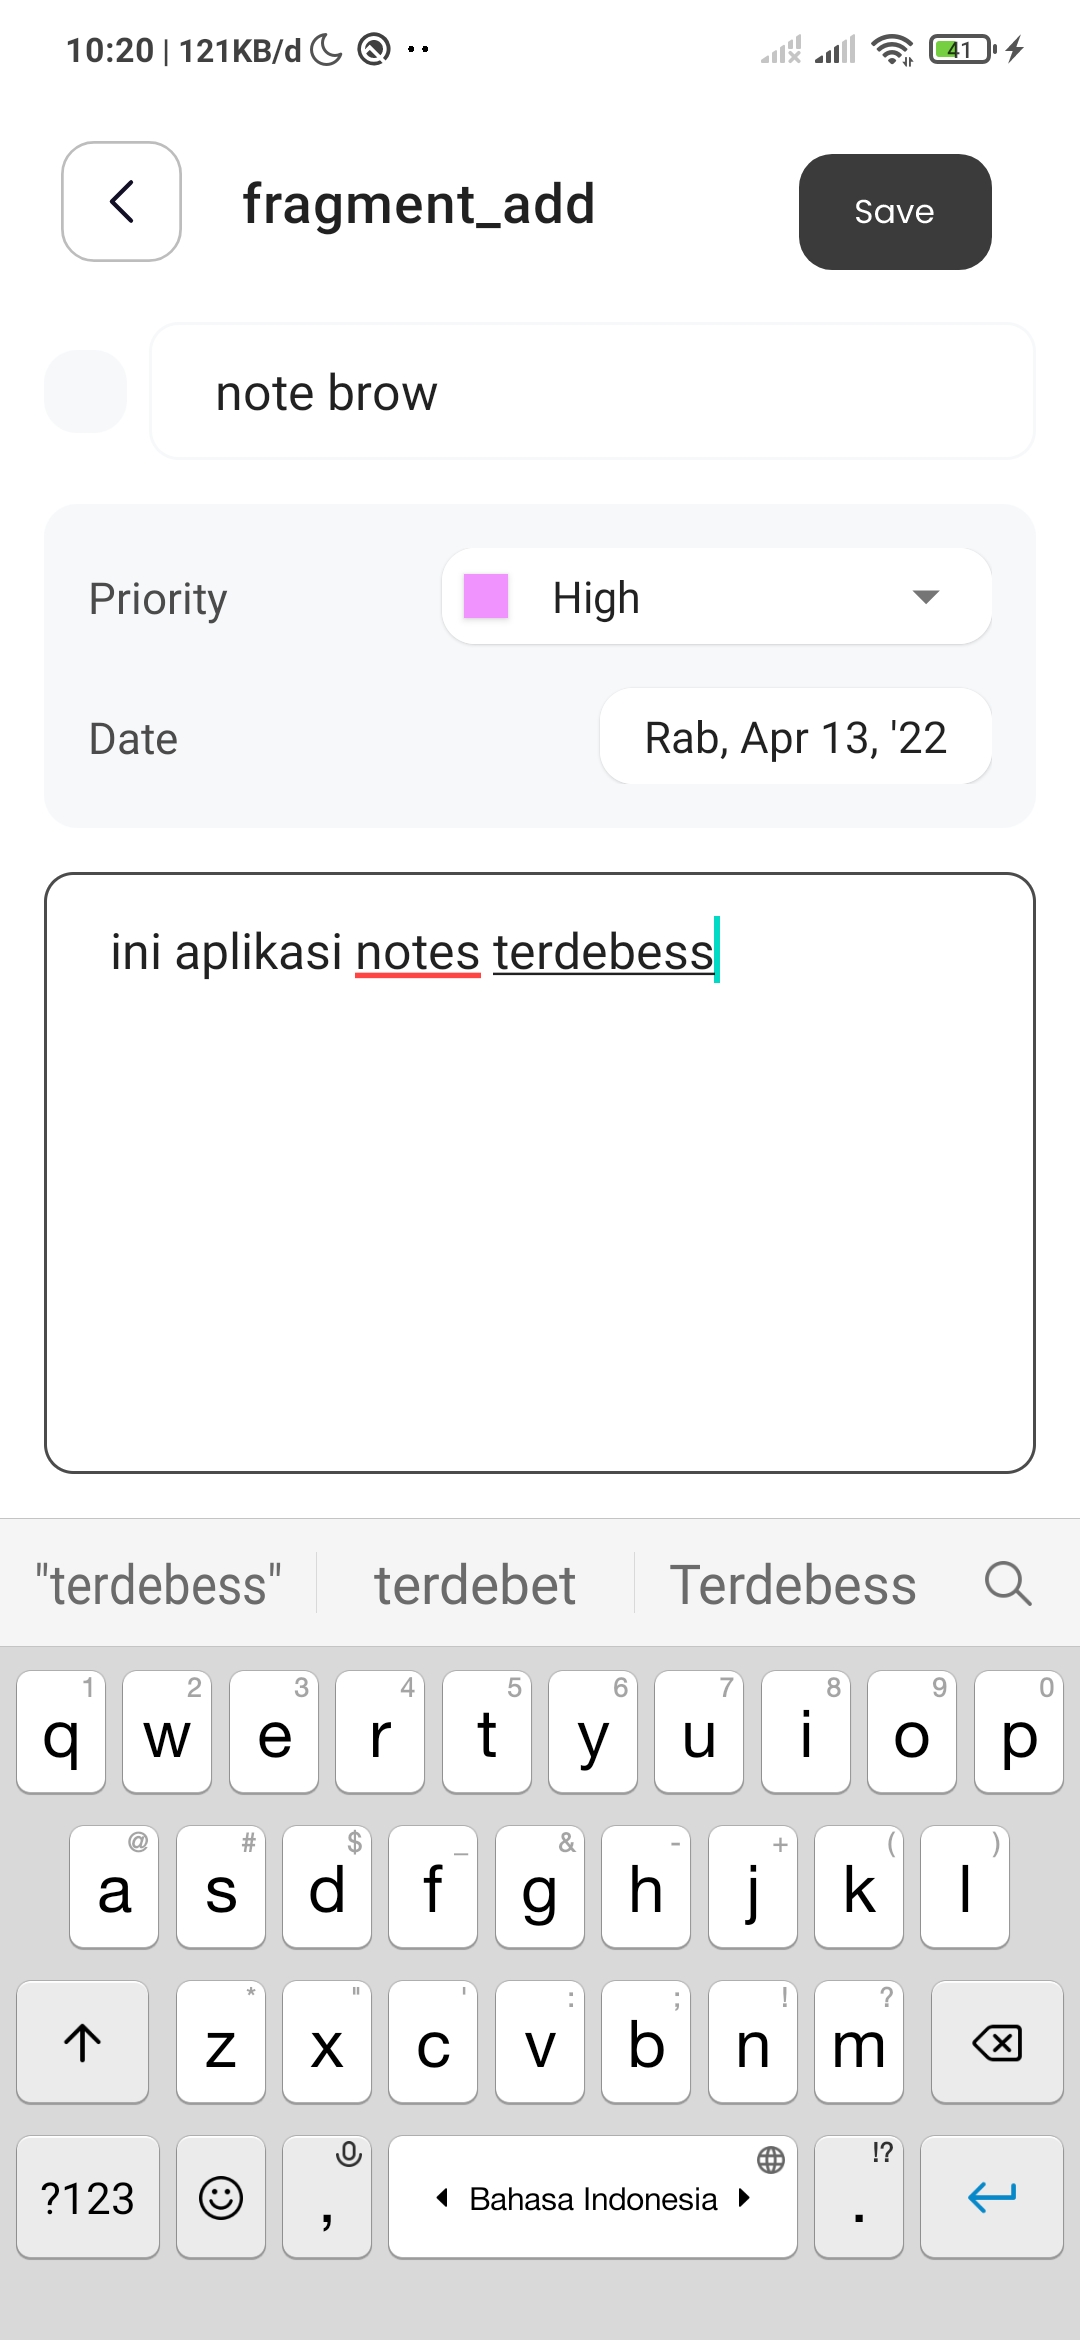 10:20 | 121KB/d
41
fragment_add
Save
note brow
Priority
High
Date
Rab, Apr 13, '22
ini aplikasi notes terdebess
"terdebess" terdebet Terdebess
1 2 3 4 5 6 7 8 9 0
q w e r t y u i o p
@ # $ _ & - + ( )
a s d f g h j k l
* " ' : ; ! ?
z x c v b n m
!?
?123 , Bahasa Indonesia .